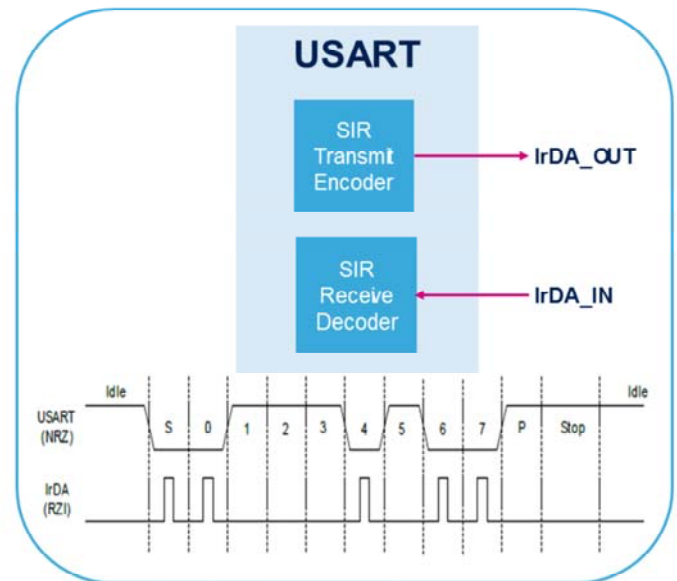 USART
SIR
Transmit
Encoder
IrDA_OUT
SIR
Receive
Decoder
IrDA_IN
Idle
Idle
USART
(NRZ)
S 0 1 2 3 4 5 6 7 P Stop
IrDA
(RZI)